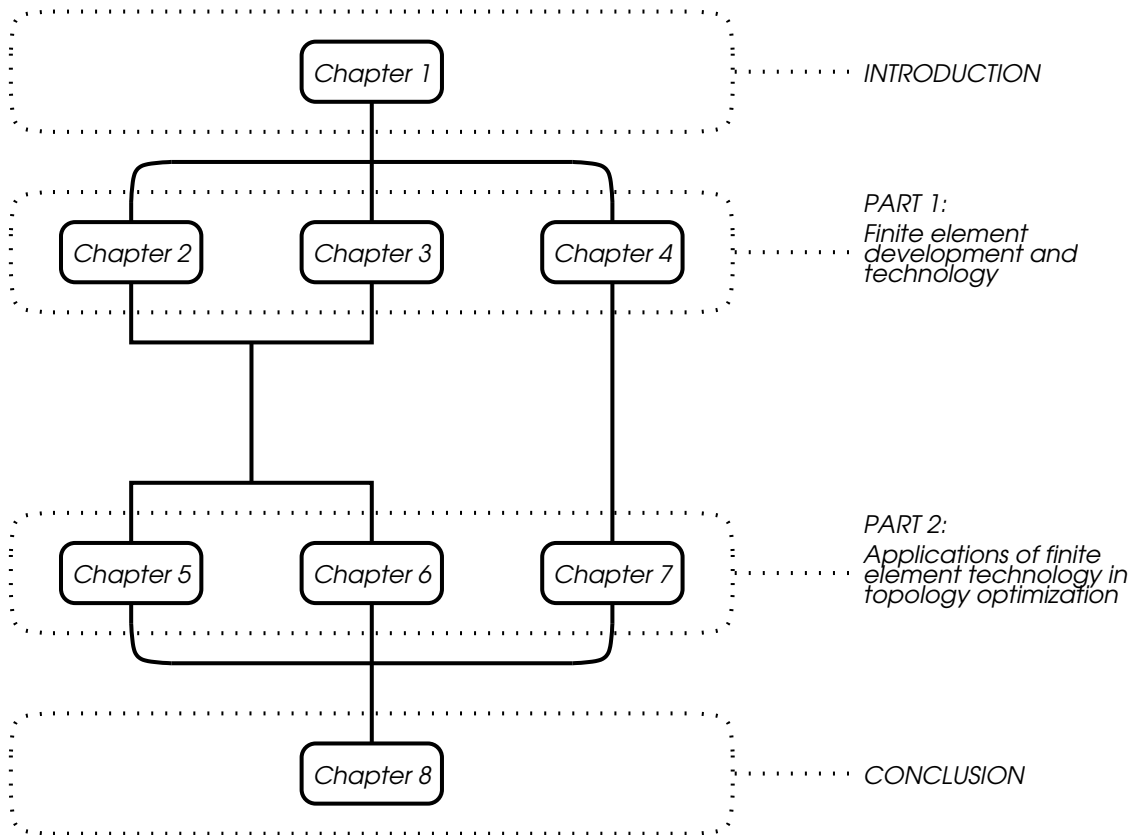 Chapter 1
INTRODUCTION
PART 1:
Chapter 2
Chapter 3
Chapter 4
Finite element
development and
technology
PART 2:
Chapter 5
Chapter 6
Chapter 7
Applications of finite
element technology in
topology optimization
Chapter 8
CONCLUSION